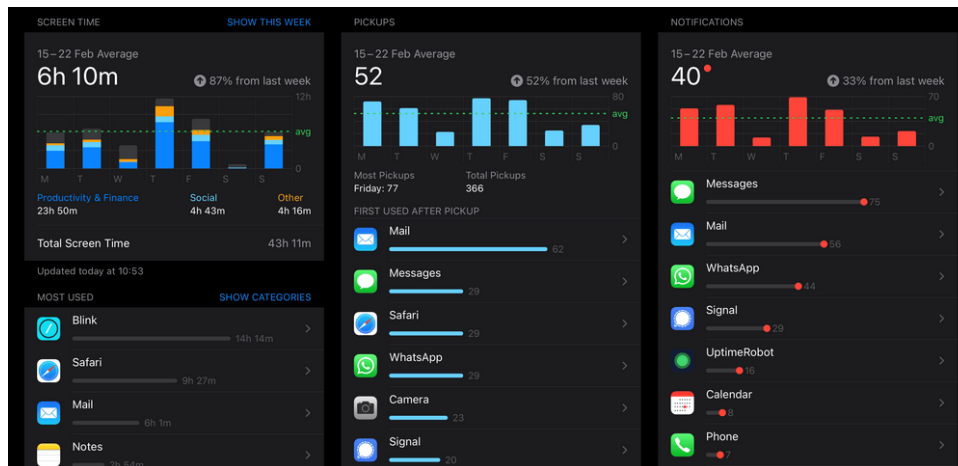 SCREEN TIME SHOW THIS WEEK
15–22 Feb Average
6h 10m 87% from last week
12h
avg
0
M T W T F S S
Productivity & Finance Social Other
23h 50m 4h 43m 4h 16m
Total Screen Time 43h 11m
Updated today at 10:53
MOST USED SHOW CATEGORIES
Blink
14h 14m
Safari
9h 27m
Mail
6h 1m
Notes
2h 54m
PICKUPS
15–22 Feb Average
52 52% from last week
80
avg
0
M T W T F S S
Most Pickups Total Pickups
Friday: 77 366
FIRST USED AFTER PICKUP
Mail
62
Messages
29
Safari
29
WhatsApp
29
Camera
23
Signal
20
NOTIFICATIONS
15–22 Feb Average
40 33% from last week
70
avg
0
M T W T F S S
Messages
75
Mail
56
WhatsApp
44
Signal
29
UptimeRobot
16
Calendar
8
Phone
7